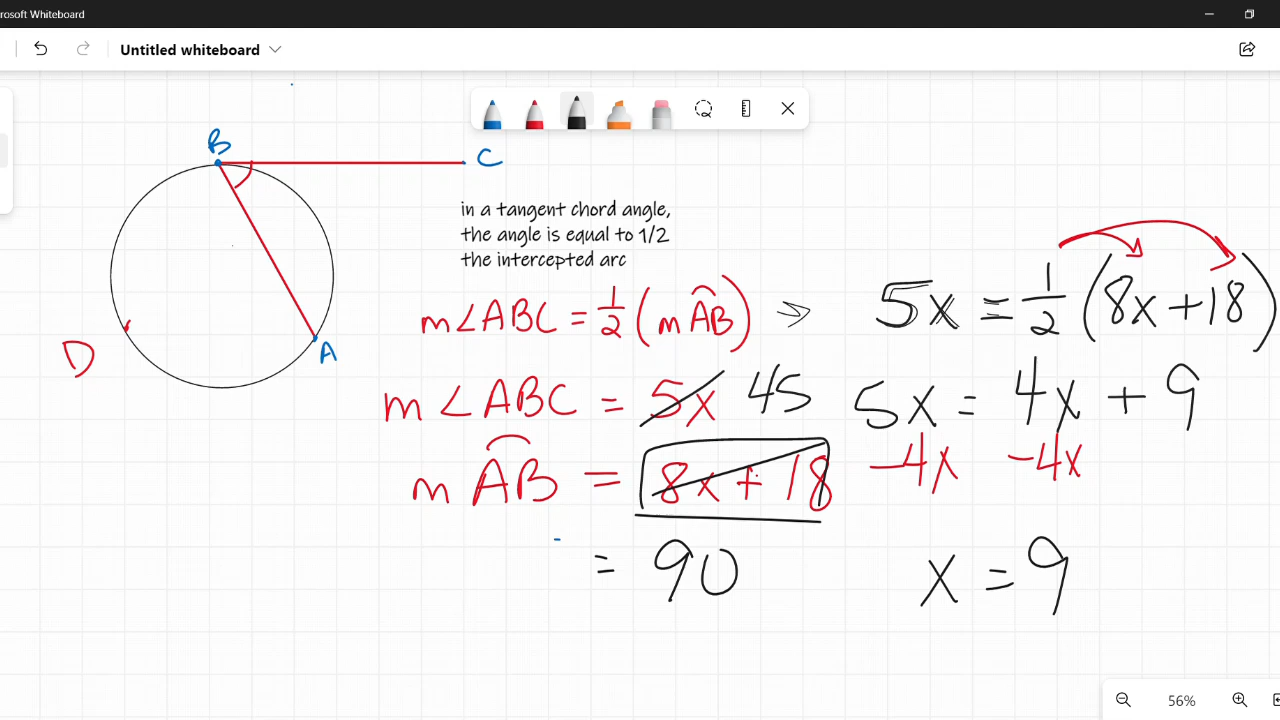 rosoft Whiteboard
Untitled whiteboard
B
C
in a tangent chord angle,
the angle is equal to 1/2
the intercepted arc
m∠ABC = 1/2 (mAB) ⇒ 5x = 1/2 (8x + 18)
D
A
m∠ABC = 5x 45
5x = 4x + 9
-4x -4x
mAB = 8x + 18
= 90
x = 9
56%